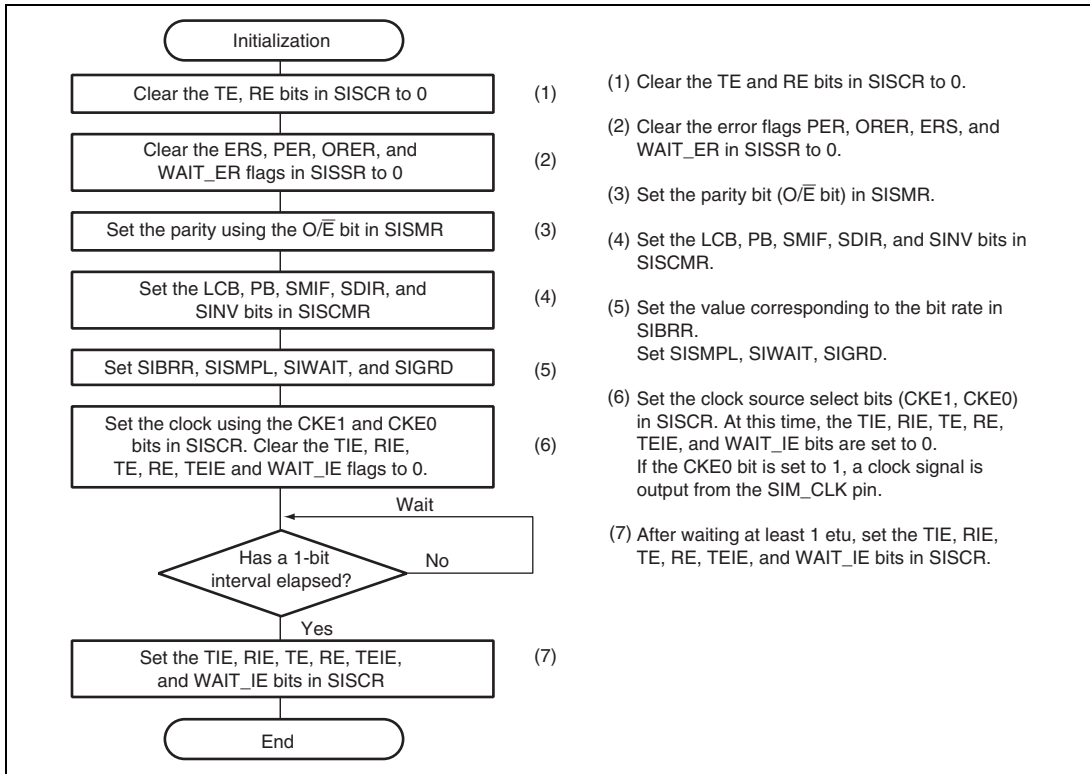 Initialization
Clear the TE, RE bits in SISCR to 0
(1)
Clear the ERS, PER, ORER, and
WAIT_ER flags in SISSR to 0
(2)
Set the parity using the O/E̅ bit in SISMR
(3)
Set the LCB, PB, SMIF, SDIR, and
SINV bits in SISCMR
(4)
Set SIBRR, SISMPL, SIWAIT, and SIGRD
(5)
Set the clock using the CKE1 and CKE0
bits in SISCR. Clear the TIE, RIE,
TE, RE, TEIE and WAIT_IE flags to 0.
(6)
Wait
Has a 1-bit
interval elapsed?
No
Yes
Set the TIE, RIE, TE, RE, TEIE,
and WAIT_IE bits in SISCR
(7)
End
(1) Clear the TE and RE bits in SISCR to 0.
(2) Clear the error flags PER, ORER, ERS, and
WAIT_ER in SISSR to 0.
(3) Set the parity bit (O/E̅ bit) in SISMR.
(4) Set the LCB, PB, SMIF, SDIR, and SINV bits in
SISCMR.
(5) Set the value corresponding to the bit rate in
SIBRR.
Set SISMPL, SIWAIT, SIGRD.
(6) Set the clock source select bits (CKE1, CKE0)
in SISCR. At this time, the TIE, RIE, TE, RE,
TEIE, and WAIT_IE bits are set to 0.
If the CKE0 bit is set to 1, a clock signal is
output from the SIM_CLK pin.
(7) After waiting at least 1 etu, set the TIE, RIE,
TE, RE, TEIE, and WAIT_IE bits in SISCR.